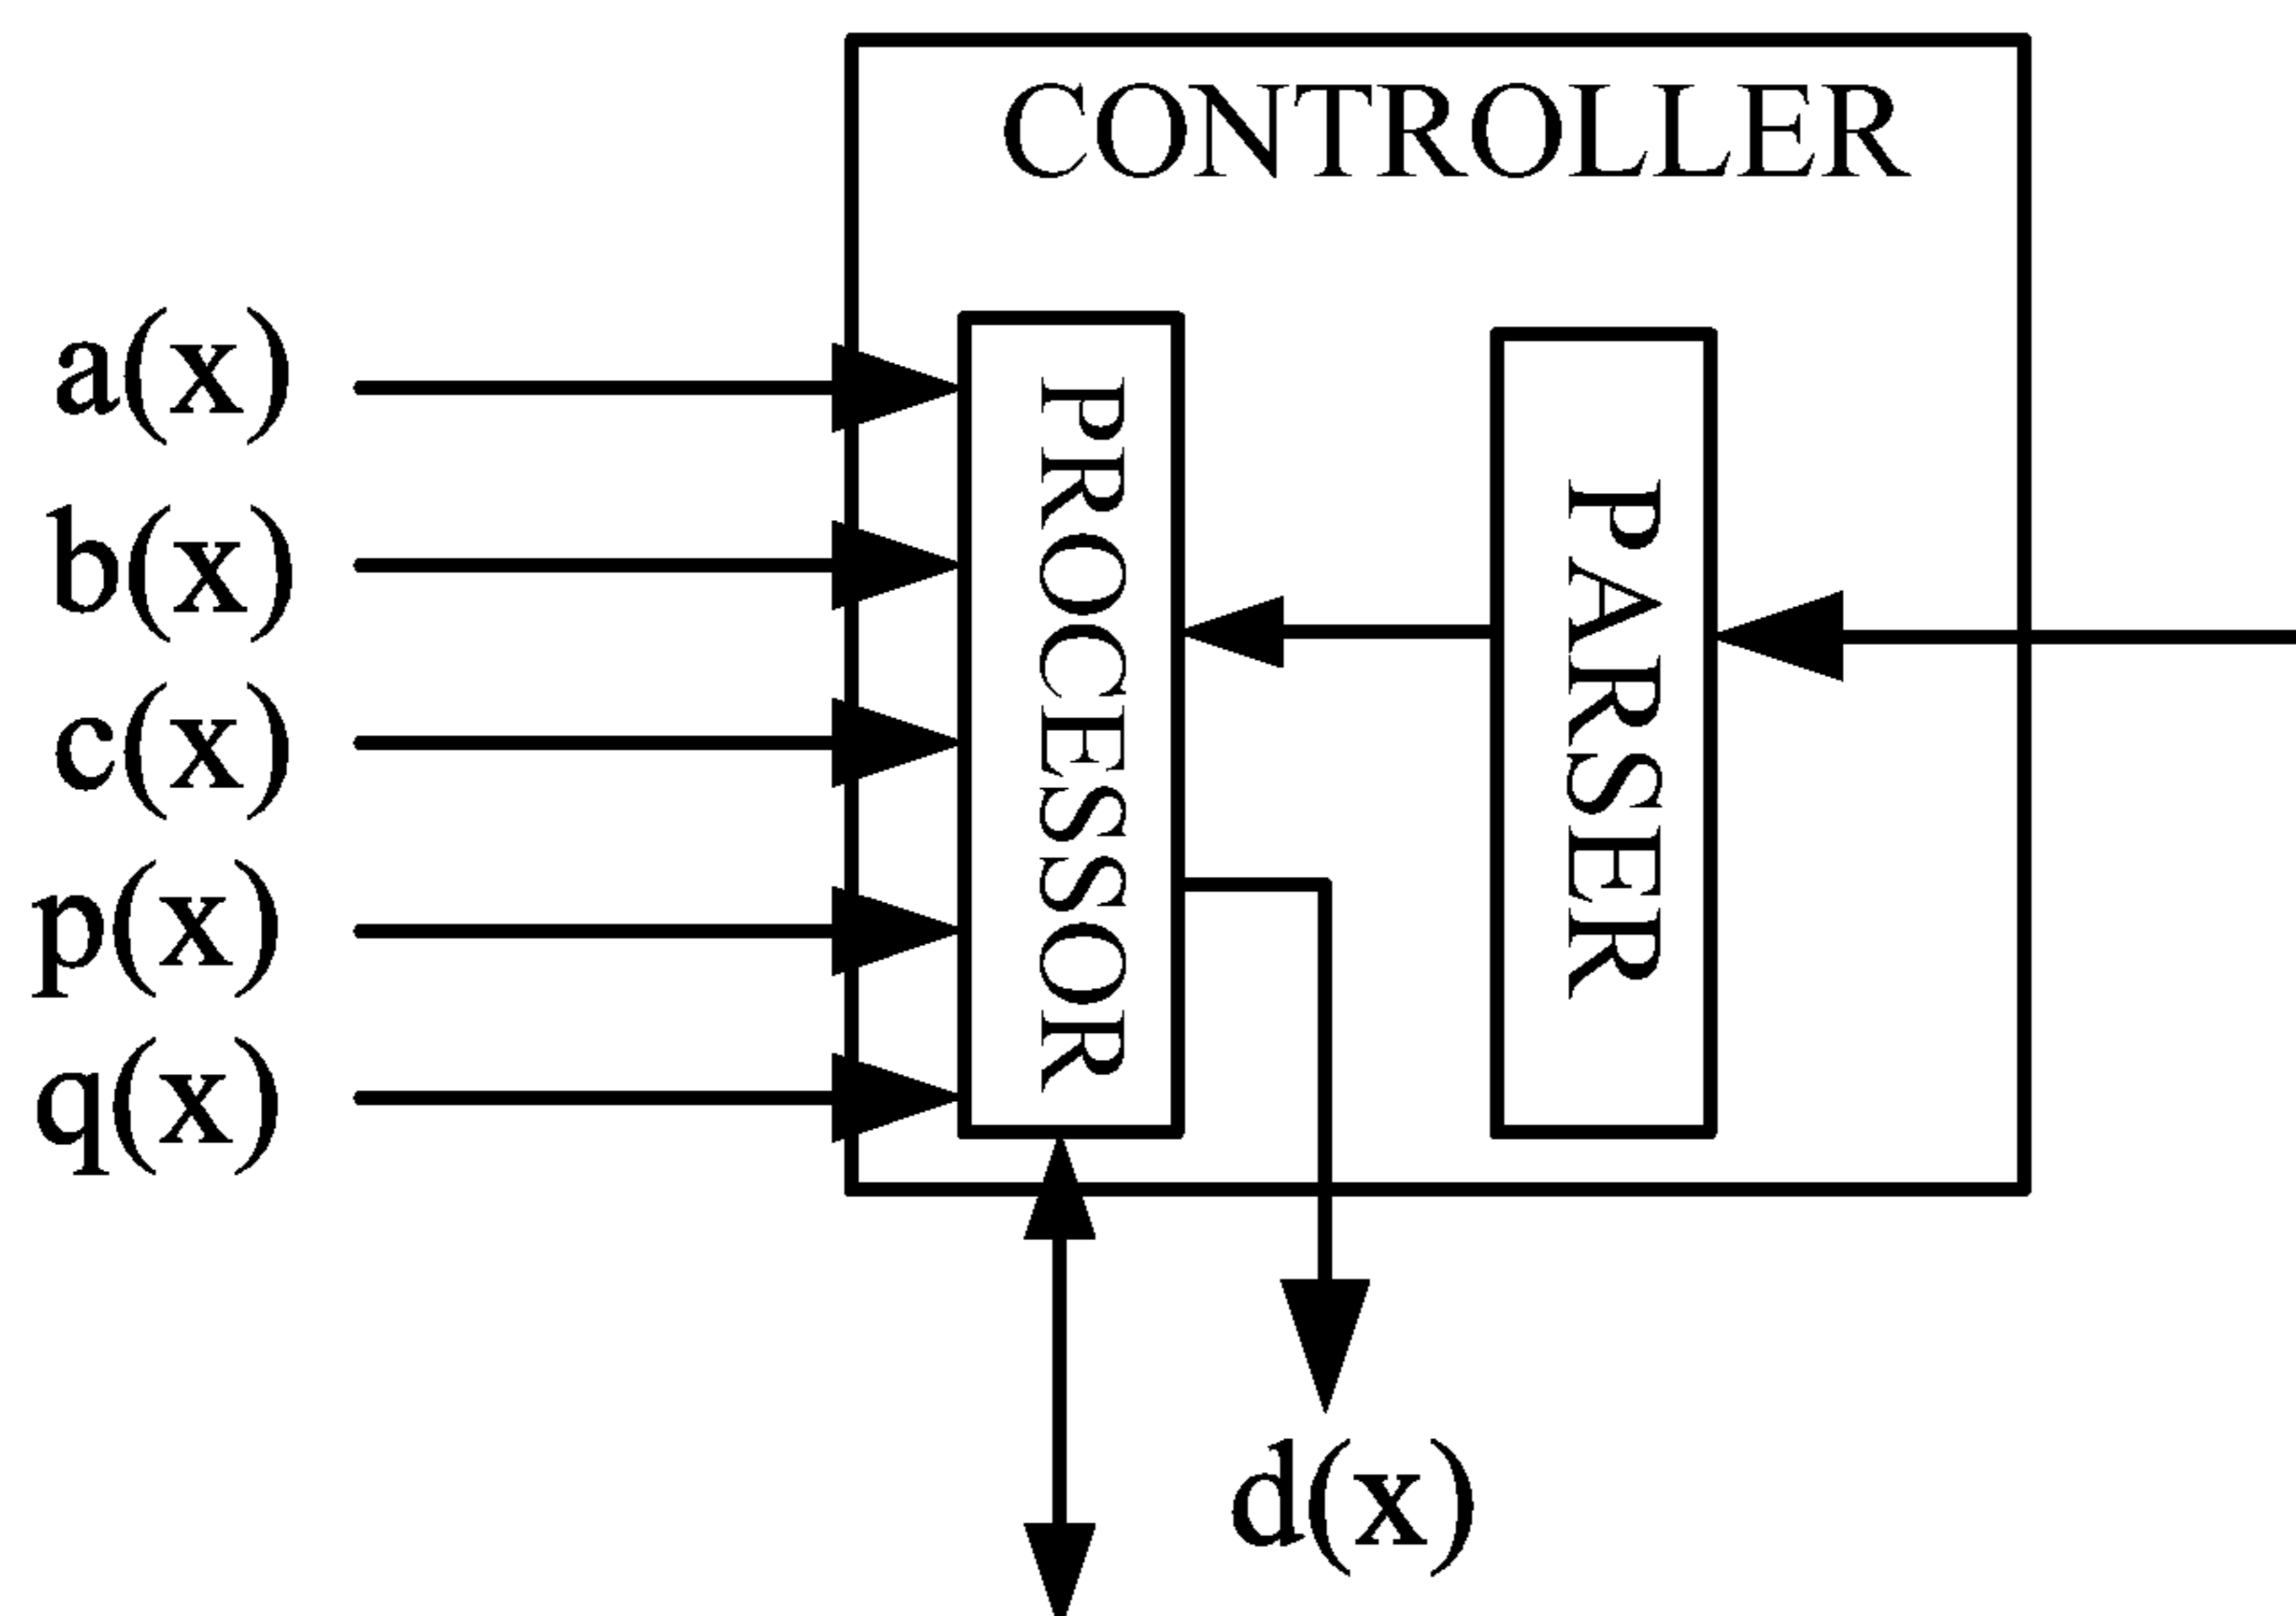 CONTROLLER
a(x)
b(x)
c(x)
p(x)
q(x)
PROCESSOR
PARSER
d(x)